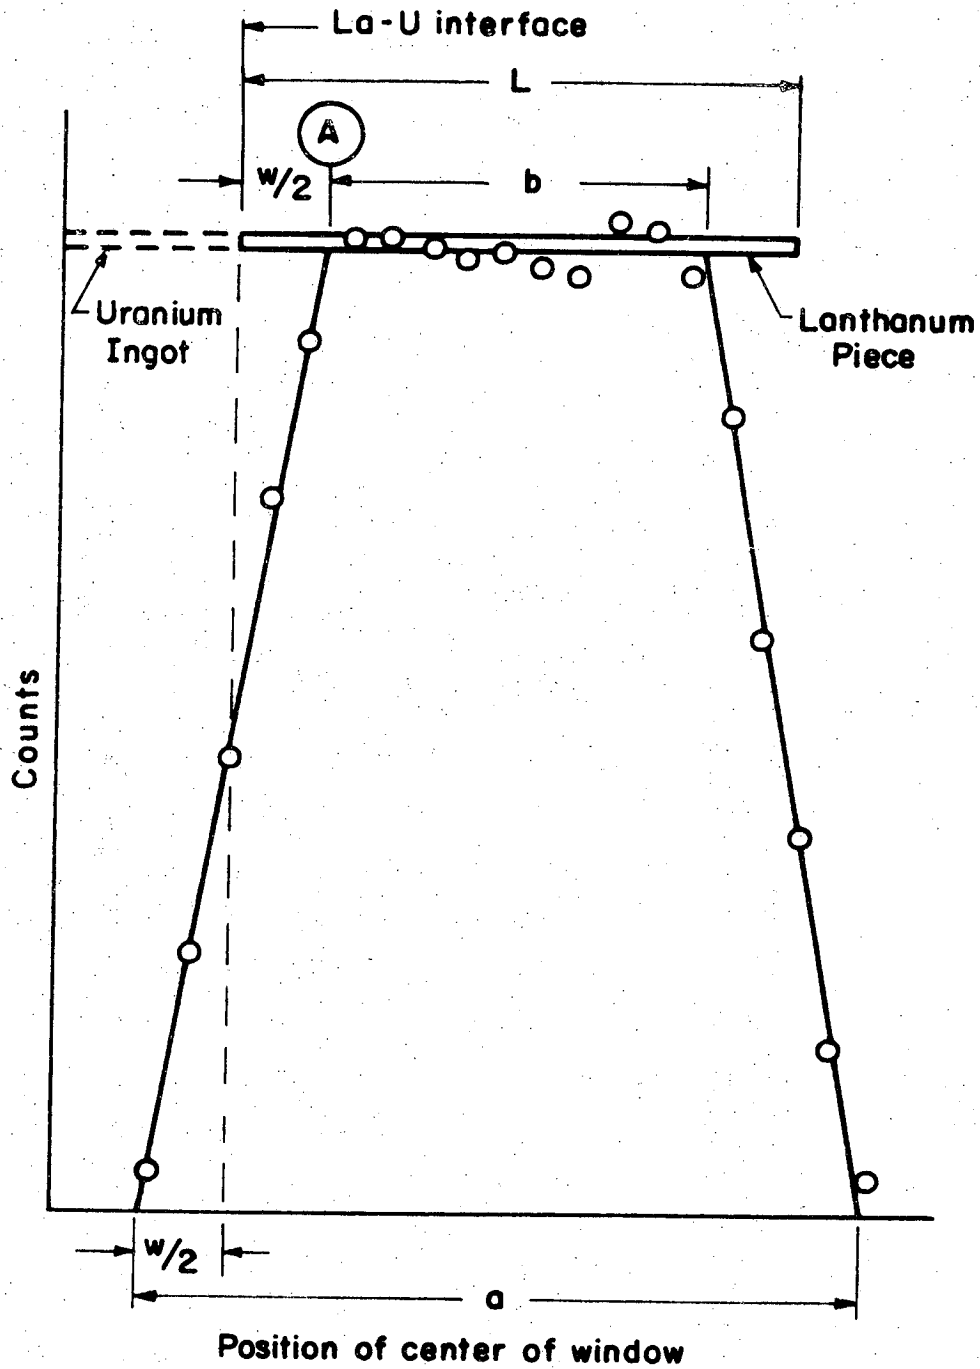 La-U interface
L
A
w/2
b
Uranium
Ingot
Lanthanum
Piece
Counts
w/2
a
Position of center of window